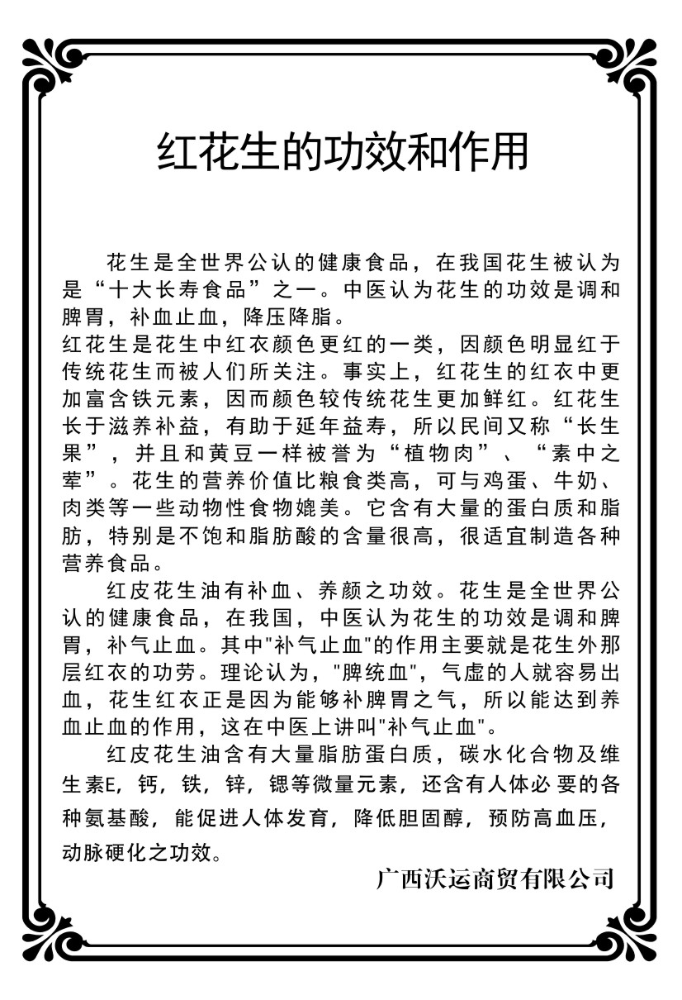 红花生的功效和作用
花生是全世界公认的健康食品，在我国花生被认为
是“十大长寿食品”之一。中医认为花生的功效是调和
脾胃，补血止血，降压降脂。
红花生是花生中红衣颜色更红的一类，因颜色明显红于
传统花生而被人们所关注。事实上，红花生的红衣中更
加富含铁元素，因而颜色较传统花生更加鲜红。红花生
长于滋养补益，有助于延年益寿，所以民间又称“长生
果”，并且和黄豆一样被誉为“植物肉”、“素中之
荤”。花生的营养价值比粮食类高，可与鸡蛋、牛奶、
肉类等一些动物性食物媲美。它含有大量的蛋白质和脂
肪，特别是不饱和脂肪酸的含量很高，很适宜制造各种
营养食品。
红皮花生油有补血、养颜之功效。花生是全世界公
认的健康食品，在我国，中医认为花生的功效是调和脾
胃，补气止血。其中"补气止血"的作用主要就是花生外那
层红衣的功劳。理论认为，"脾统血"，气虚的人就容易出
血，花生红衣正是因为能够补脾胃之气，所以能达到养
血止血的作用，这在中医上讲叫"补气止血"。
红皮花生油含有大量脂肪蛋白质，碳水化合物及维
生素E，钙，铁，锌，锶等微量元素，还含有人体必 要的各
种氨基酸，能促进人体发育，降低胆固醇，预防高血压，
动脉硬化之功效。
广西沃运商贸有限公司